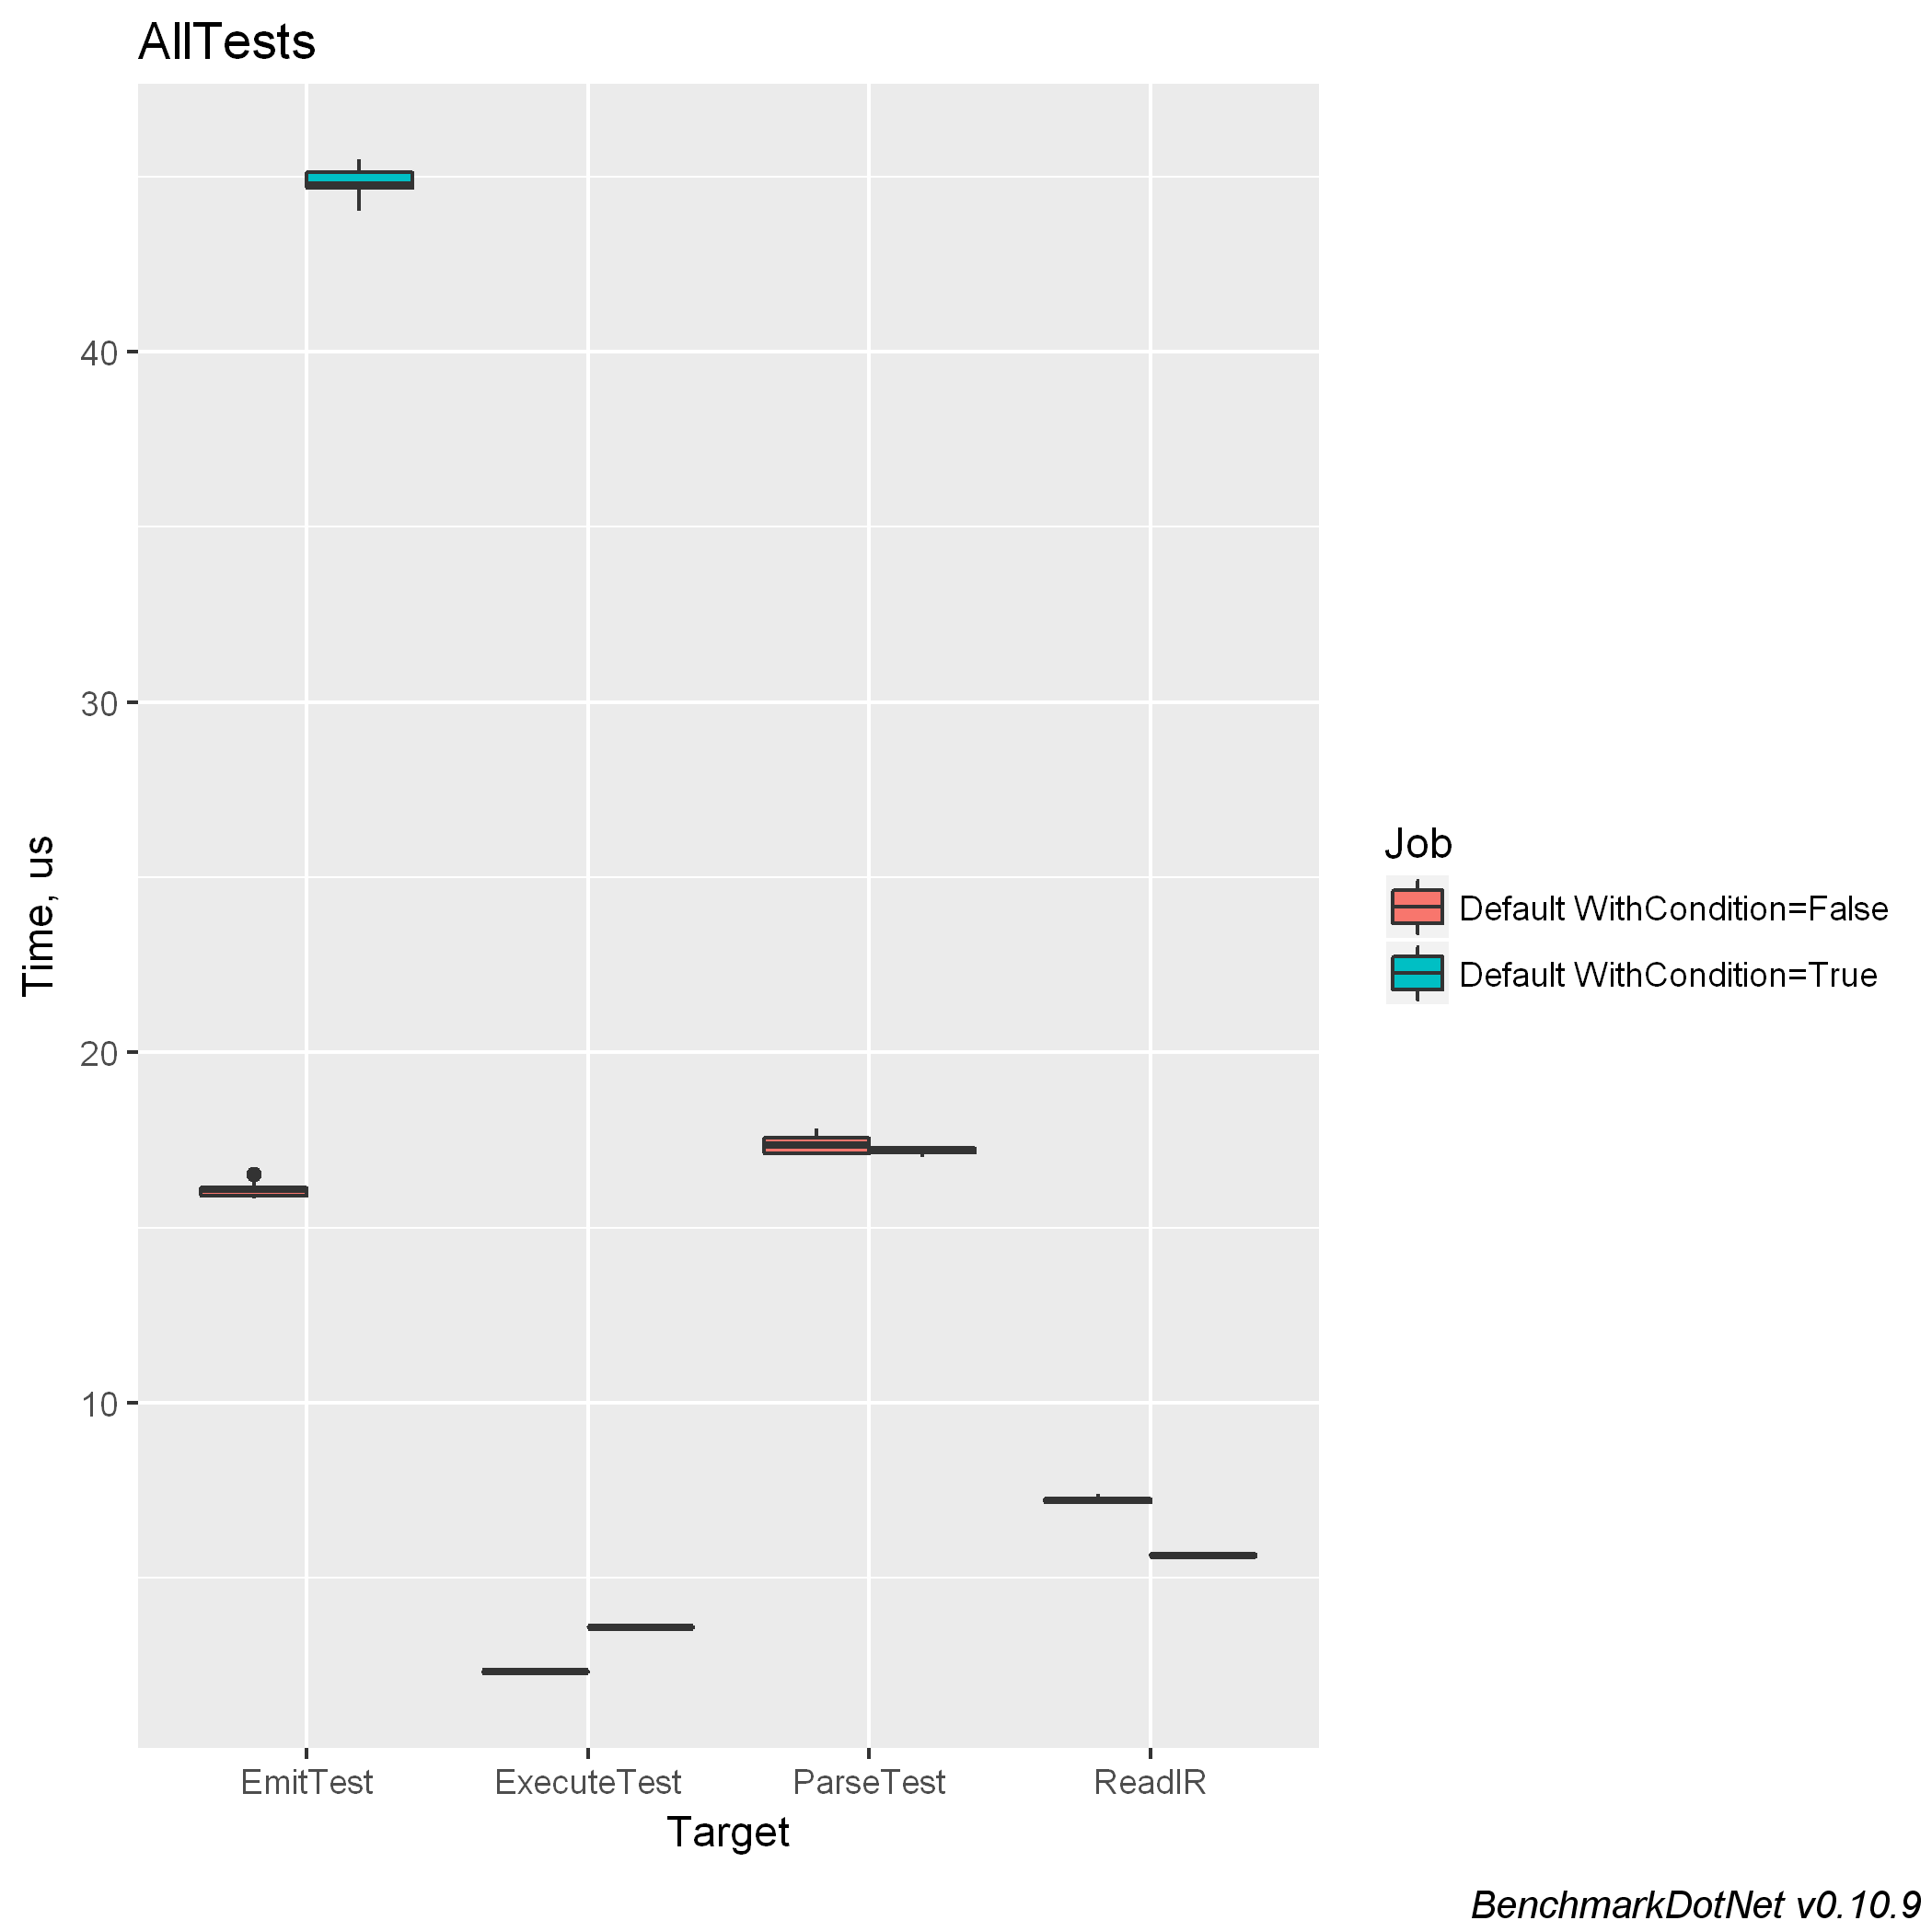 AllTests
40
30
20
10
Time, us
EmitTest
ExecuteTest
ParseTest
ReadIR
Target
Job
Default WithCondition=False
Default WithCondition=True
BenchmarkDotNet v0.10.9